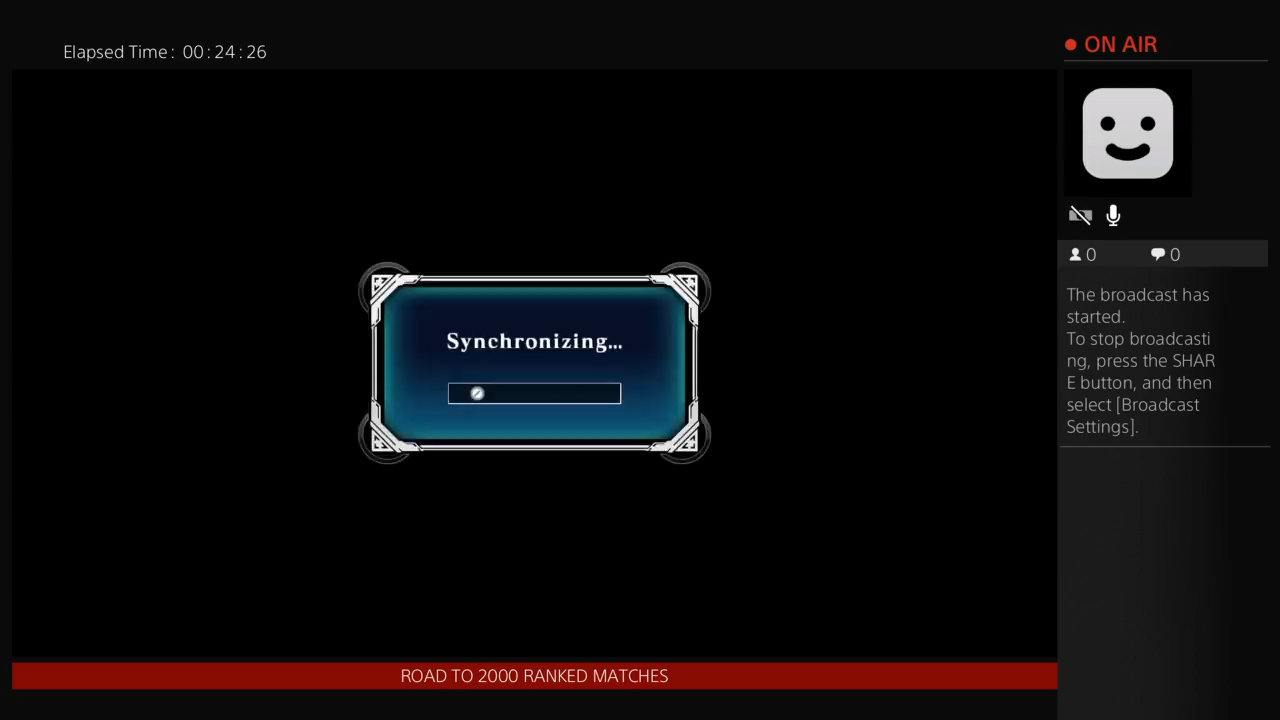 Elapsed Time : 00:24:26
ON AIR
0 0
The broadcast has
started.
To stop broadcasti
ng, press the SHAR
E button, and then
select [Broadcast
Settings].
Synchronizing...
ROAD TO 2000 RANKED MATCHES